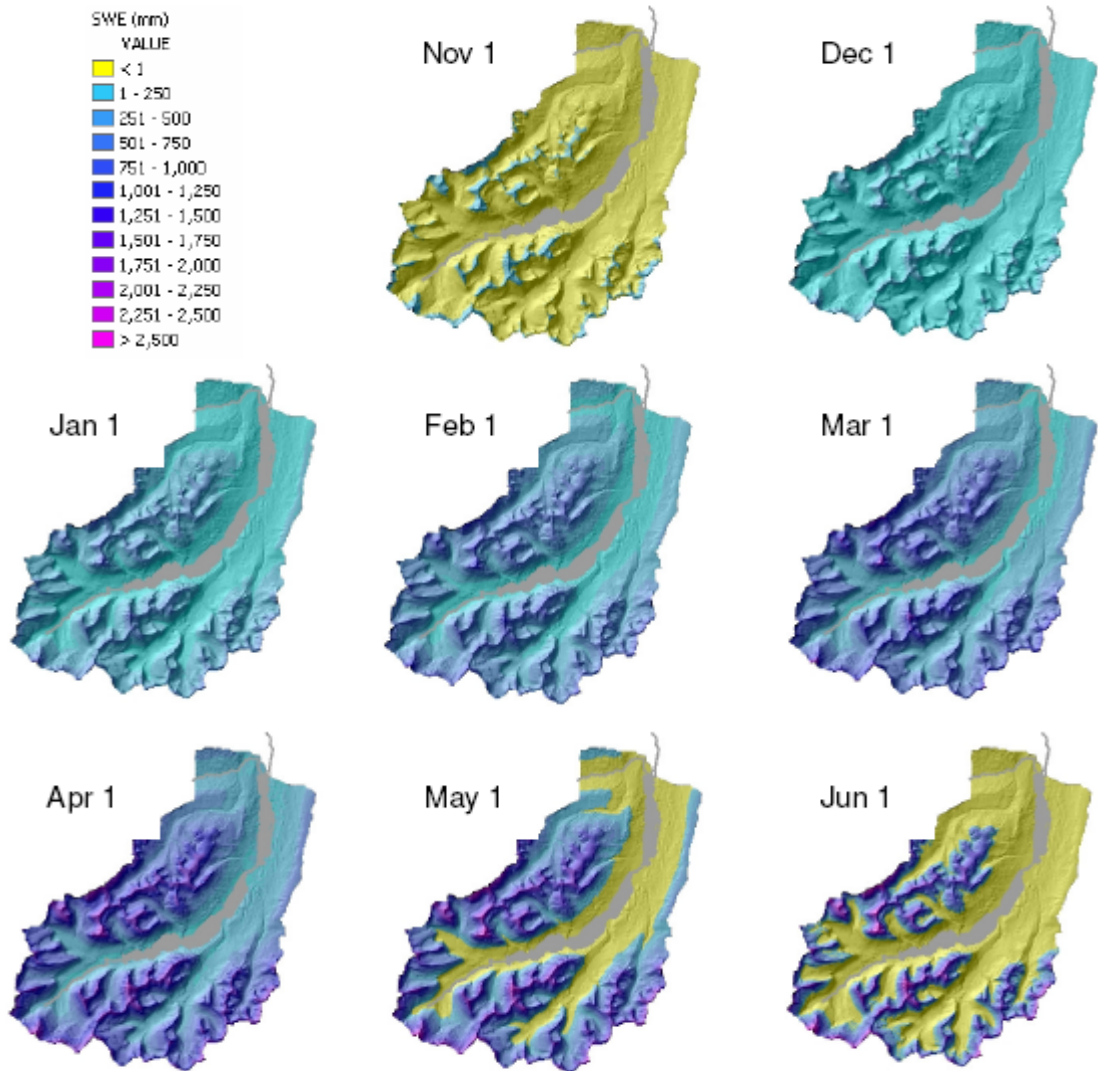 SWE (mm)
VALUE
< 1
1 - 250
251 - 500
501 - 750
751 - 1,000
1,001 - 1,250
1,251 - 1,500
1,501 - 1,750
1,751 - 2,000
2,001 - 2,250
2,251 - 2,500
> 2,500
Nov 1
Dec 1
Jan 1
Feb 1
Mar 1
Apr 1
May 1
Jun 1